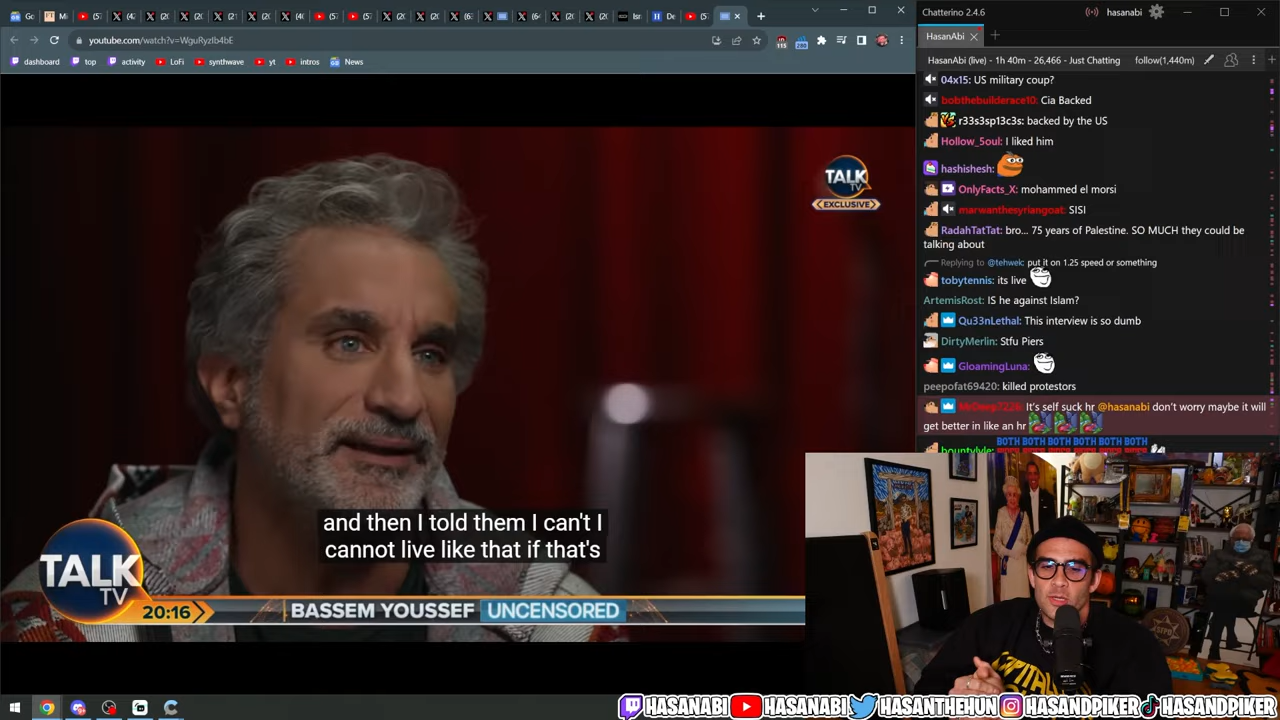 Chatterino 2.4.6
hasanabi
youtube.com/watch?v=WguRyzIb4bE
HasanAbi
dashboard
top
activity
LoFi
synthwave
yt
intros
News
HasanAbi (live) - 1h 40m - 26,466 - Just Chatting
follow(1,440m)
04x15: US military coup?
bobthebuilderace10: Cia Backed
r33s3sp13c3s: backed by the US
Hollow_5oul: I liked him
hashishesh:
OnlyFacts_X: mohammed el morsi
marwanthesyriangoat: SISI
RadahTatTat: bro... 75 years of Palestine. SO MUCH they could be
talking about
Replying to @tehwek: put it on 1.25 speed or something
tobytennis: its live
ArtemisRost: IS he against Islam?
Qu33nLethal: This interview is so dumb
DirtyMerlin: Stfu Piers
GloamingLuna:
peepofat69420: killed protestors
It's self suck hr @hasanabi don't worry maybe it will
get better in like an hr
bountylyle: BOTH BOTH BOTH BOTH BOTH BOTH
TALK
TV
EXCLUSIVE
and then I told them I can't I
cannot live like that if that's
TALK
TV
20:16
BASSEM YOUSSEF UNCENSORED
HASANABI HASANABI HASANTHEHUN HASANDPIKER HASANDPIKER